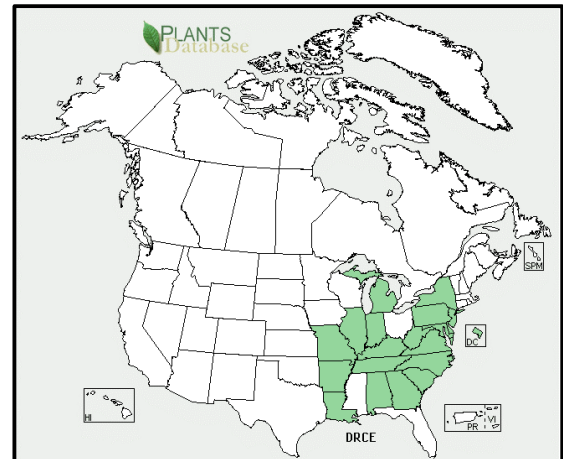 PLANTS
Database
SPM
DC
HI
PR
VI
DRCE